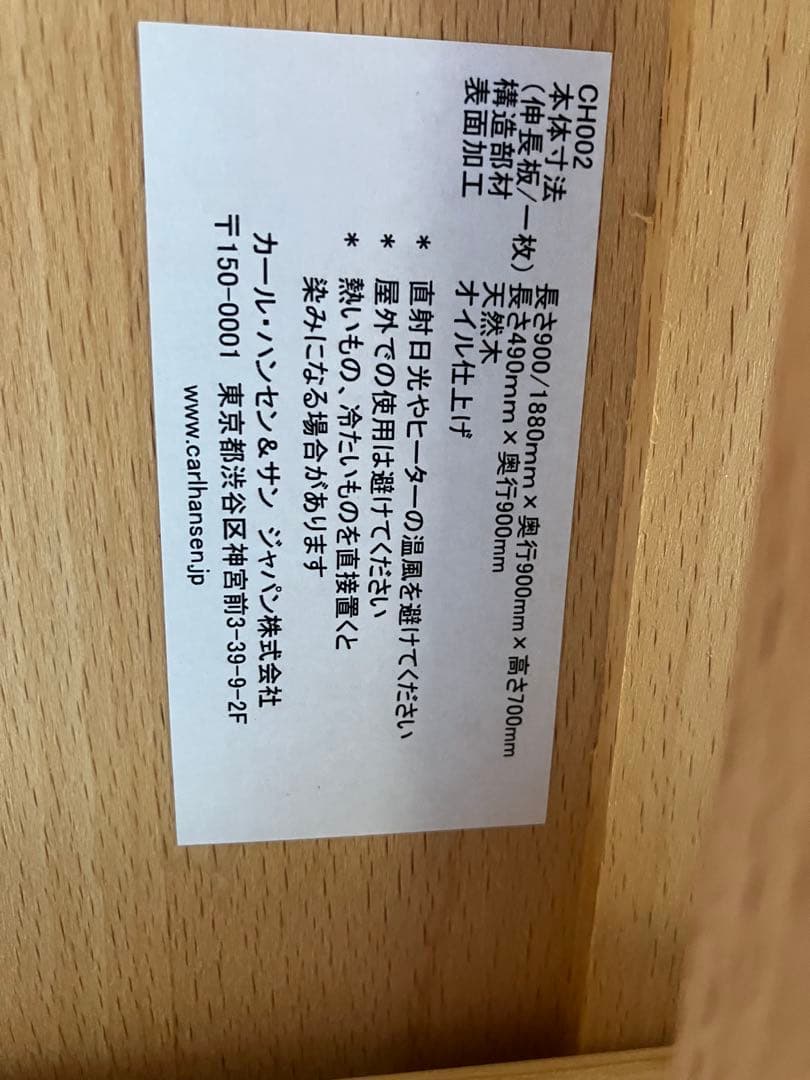 CH002
本体寸法 長さ900/1880mm×奥行900mm×高さ700mm
(伸長板/一枚) 長さ490mm×奥行900mm
構造部材 天然木
表面加工 オイル仕上げ
* 直射日光やヒーターの温風を避けてください
* 屋外での使用は避けてください
* 熱いもの、冷たいものを直接置くと
染みになる場合があります
カール・ハンセン&サン ジャパン株式会社
〒150-0001 東京都渋谷区神宮前3-39-9-2F
www.carlhansen.jp